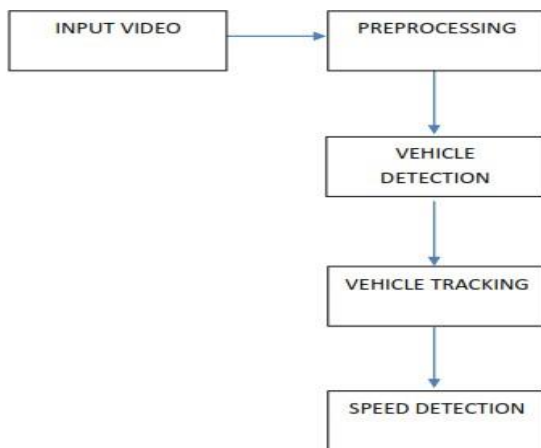 INPUT VIDEO
PREPROCESSING
VEHICLE
DETECTION
VEHICLE TRACKING
SPEED DETECTION